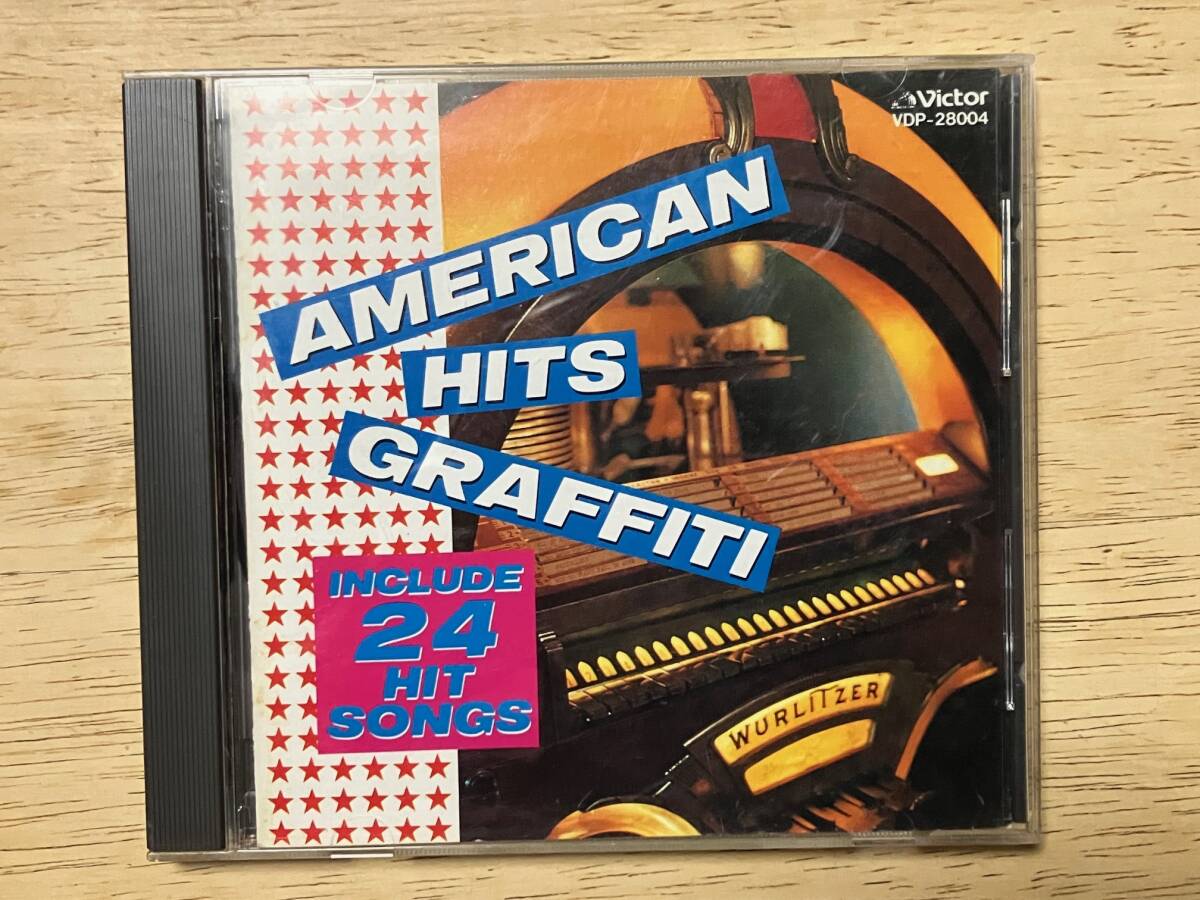 Victor
VDP-28004
AMERICAN
HITS
GRAFFITI
INCLUDE
24
HIT
SONGS
WURLITZER